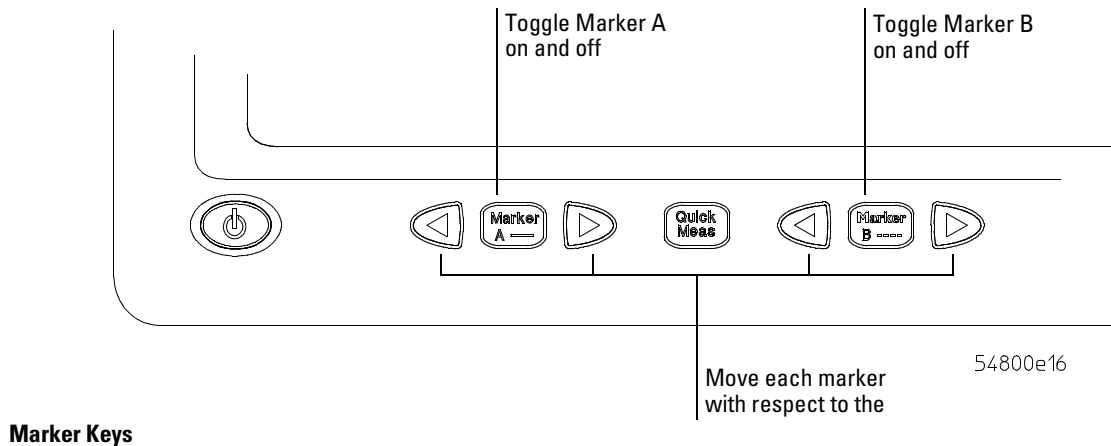 Toggle Marker A
on and off
Toggle Marker B
on and off
Marker
A —
Quick
Meas
Marker
B ----
54800e16
Move each marker
with respect to the
Marker Keys